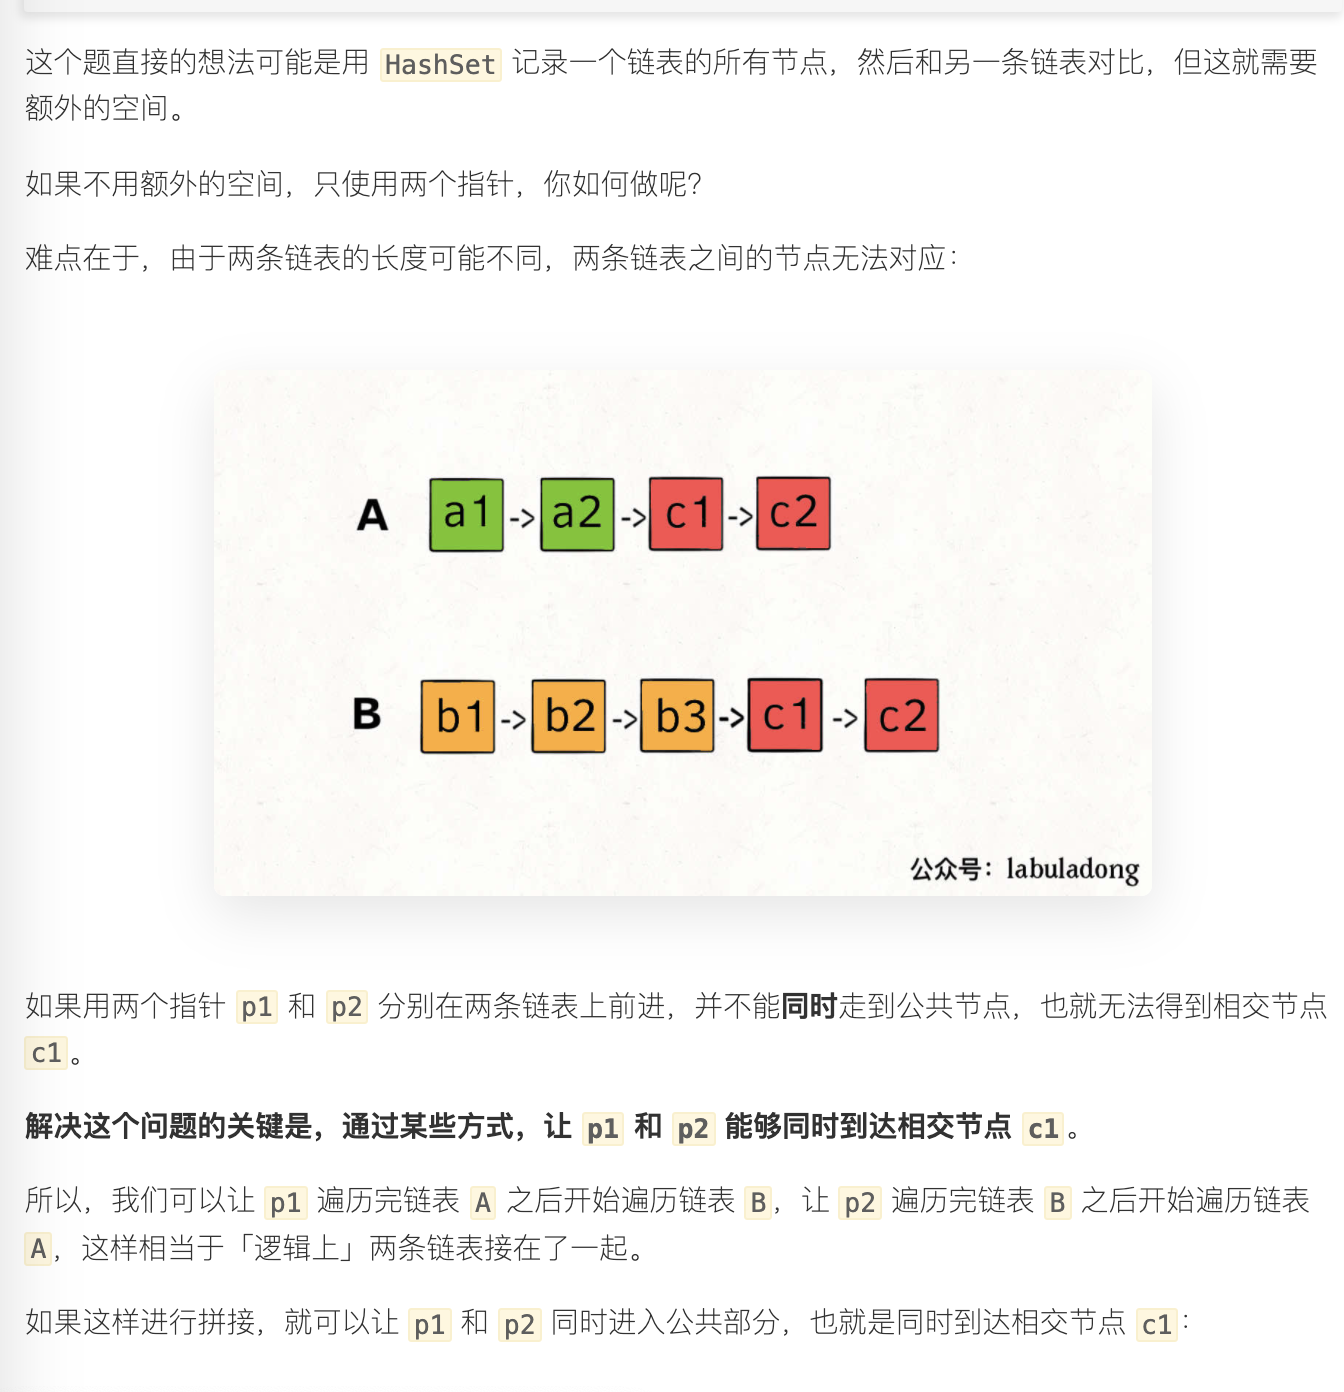 这个题直接的想法可能是用 HashSet 记录一个链表的所有节点，然后和另一条链表对比，但这就需要
额外的空间。
如果不用额外的空间，只使用两个指针，你如何做呢？
难点在于，由于两条链表的长度可能不同，两条链表之间的节点无法对应：
A a1 -> a2 -> c1 -> c2
B b1 -> b2 -> b3 -> c1 -> c2
公众号：labuladong
如果用两个指针 p1 和 p2 分别在两条链表上前进，并不能同时走到公共节点，也就无法得到相交节点
c1。
解决这个问题的关键是，通过某些方式，让 p1 和 p2 能够同时到达相交节点 c1。
所以，我们可以让 p1 遍历完链表 A 之后开始遍历链表 B，让 p2 遍历完链表 B 之后开始遍历链表
A，这样相当于「逻辑上」两条链表接在了一起。
如果这样进行拼接，就可以让 p1 和 p2 同时进入公共部分，也就是同时到达相交节点 c1：